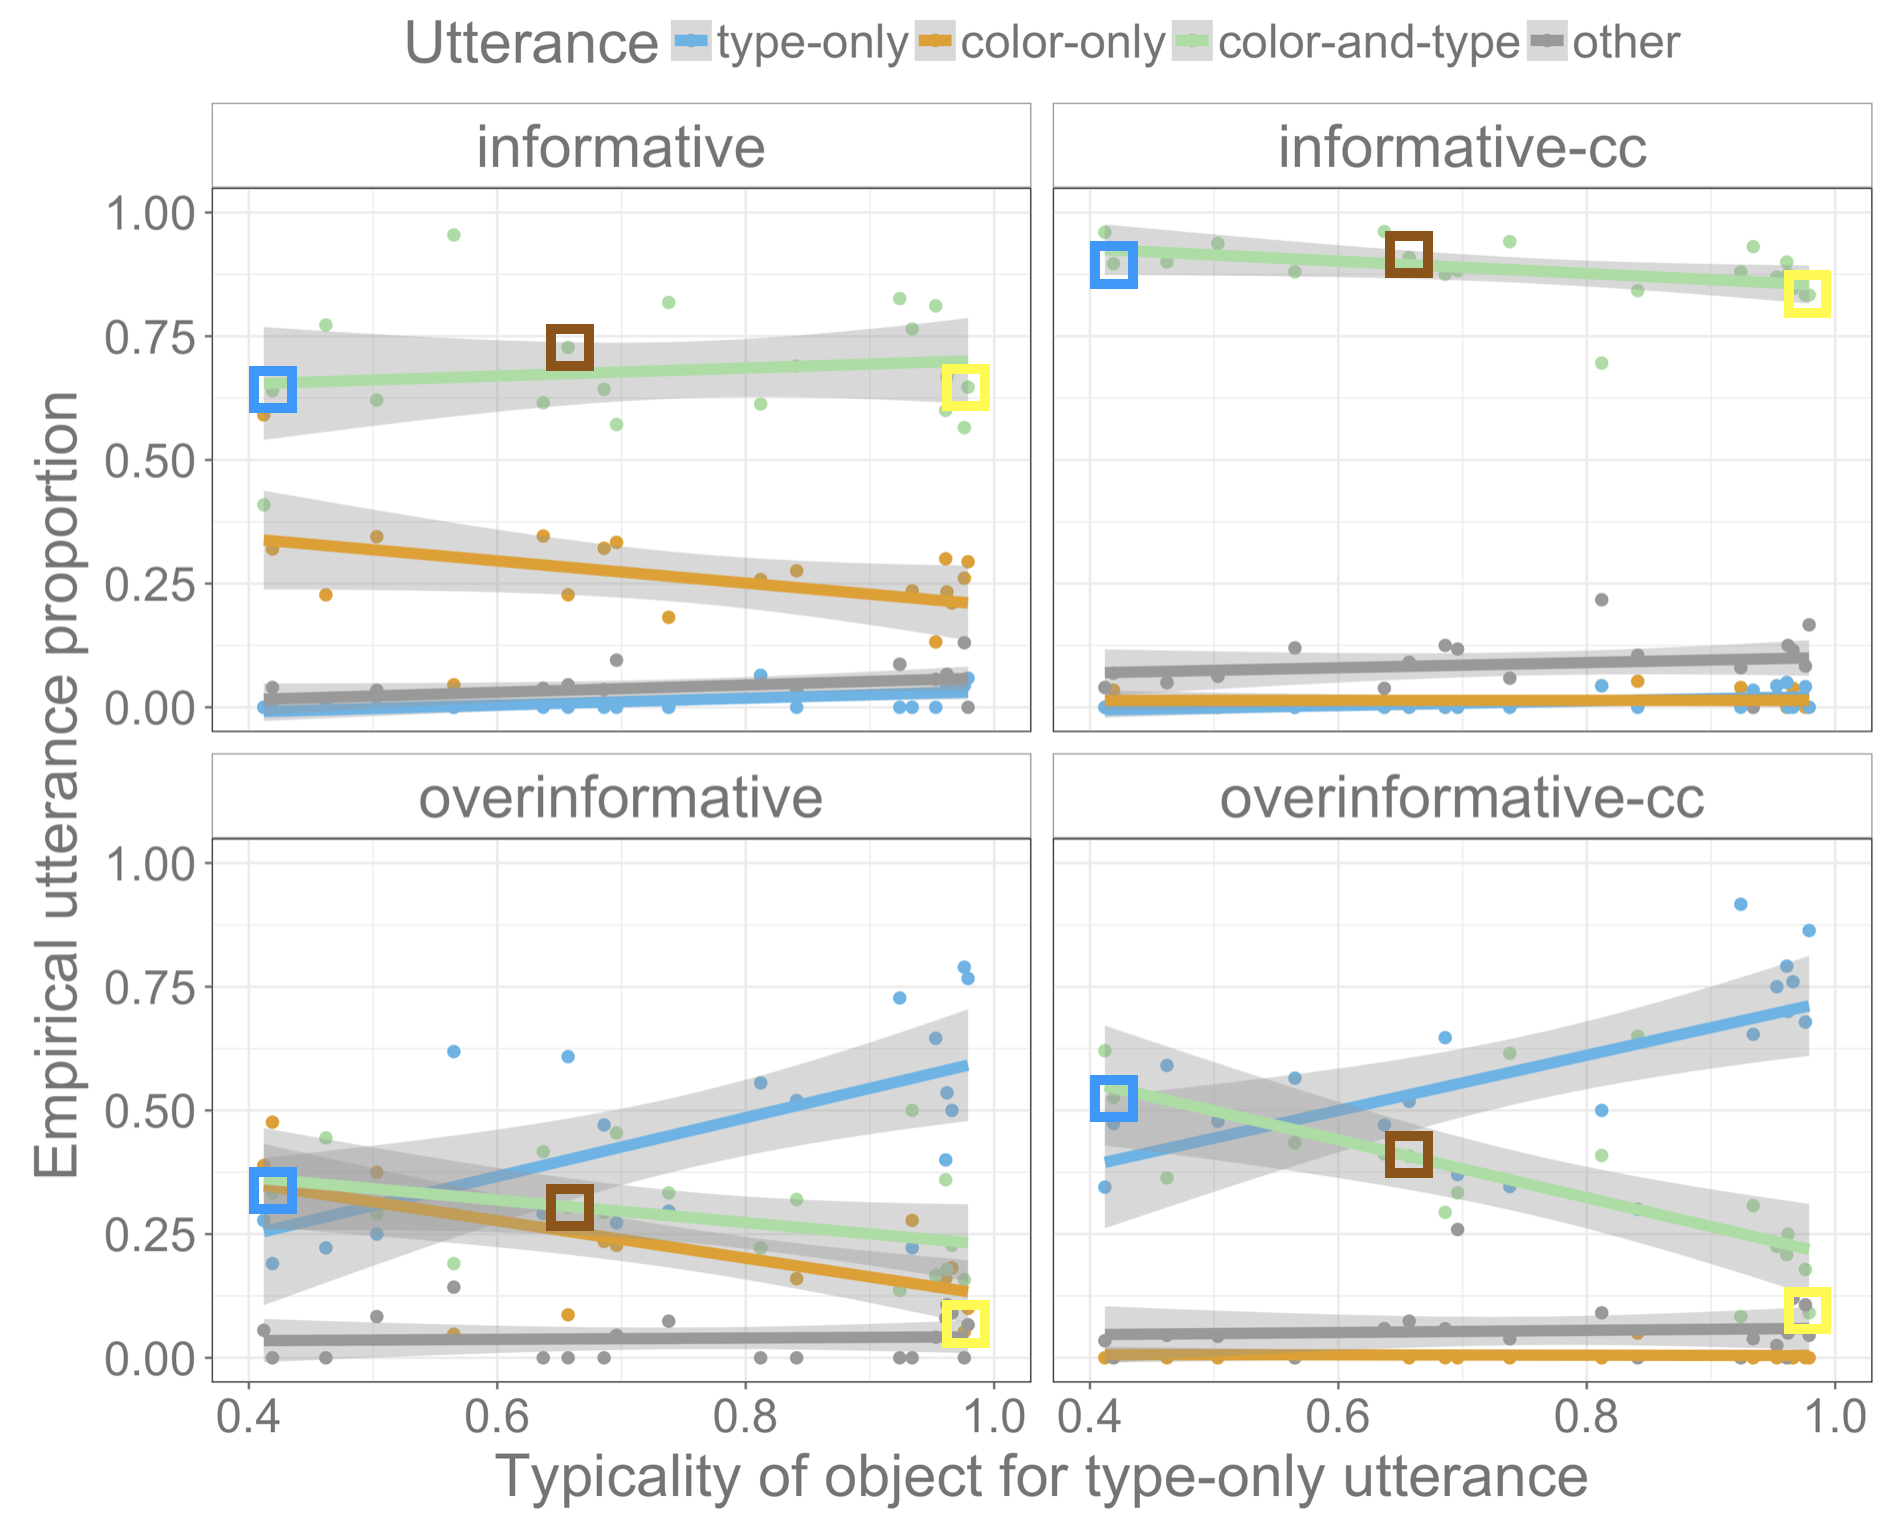 Utterance type-only color-only color-and-type other
informative informative-cc
1.00
0.75
0.50
0.25
0.00
overinformative overinformative-cc
1.00
0.75
0.50
0.25
0.00
0.4 0.6 0.8 1.0 0.4 0.6 0.8 1.0
Typicality of object for type-only utterance
Empirical utterance proportion